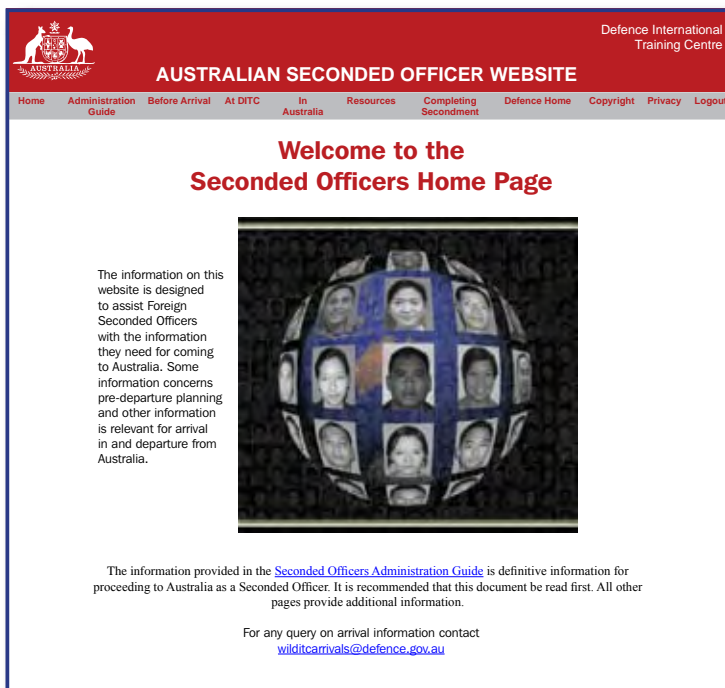 Defence International
Training Centre
AUSTRALIA
AUSTRALIAN SECONDED OFFICER WEBSITE
Home Administration Guide Before Arrival At DITC In Australia Resources Completing Secondment Defence Home Copyright Privacy Logout
Welcome to the
Seconded Officers Home Page
The information on this
website is designed
to assist Foreign
Seconded Officers
with the information
they need for coming
to Australia. Some
information concerns
pre-departure planning
and other information
is relevant for arrival
in and departure from
Australia.
The information provided in the Seconded Officers Administration Guide is definitive information for
proceeding to Australia as a Seconded Officer. It is recommended that this document be read first. All other
pages provide additional information.
For any query on arrival information contact
wilditcarrivals@defence.gov.au